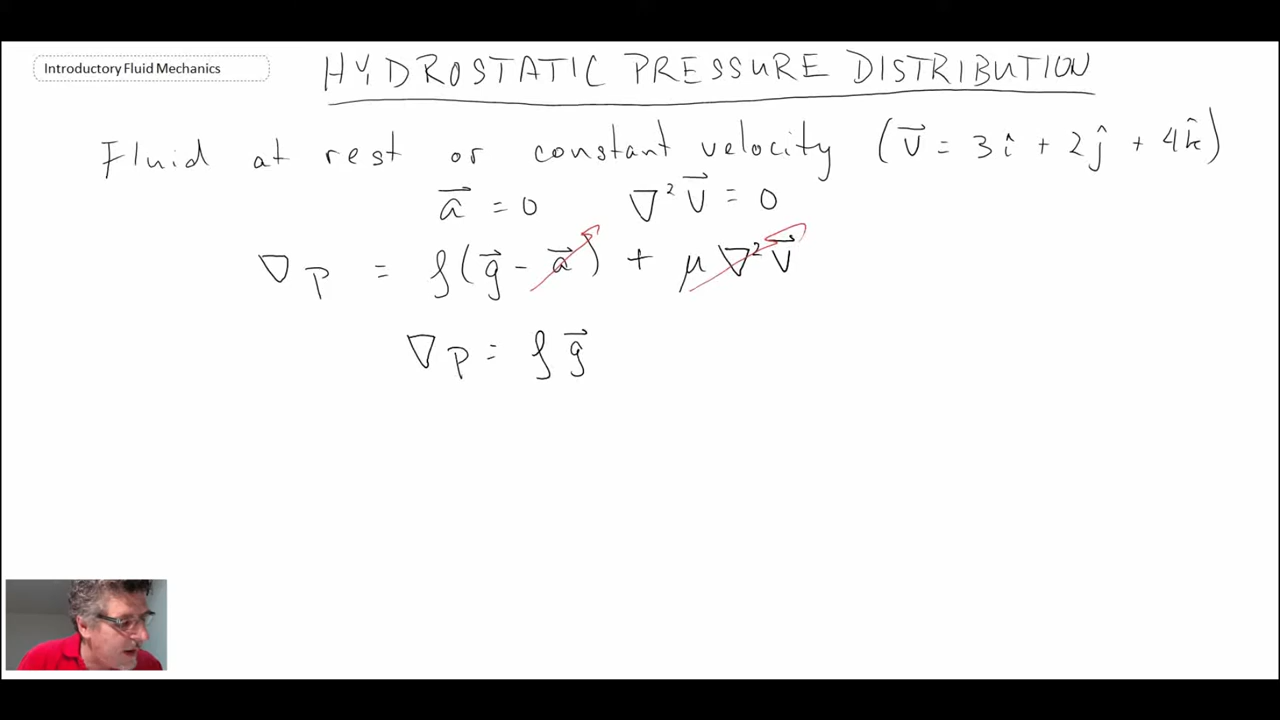 Introductory Fluid Mechanics
HYDROSTATIC PRESSURE DISTRIBUTION
Fluid at rest or constant velocity (V⃗ = 3î + 2ĵ + 4k̂)
a⃗ = 0 ∇²V⃗ = 0
∇p = ρ(g⃗ - a⃗) + μ∇²V⃗
∇p = ρg⃗